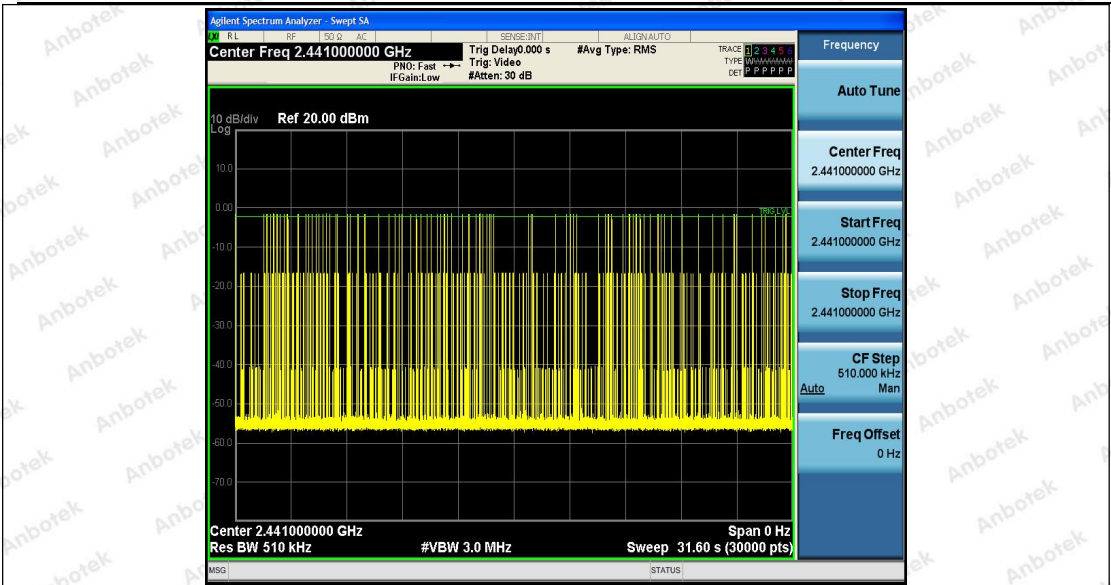 Agilent Spectrum Analyzer - Swept SA
LXI RL RF 50 Ω AC SENSE:INT ALIGNAUTO
Center Freq 2.441000000 GHz
PNO: Fast
IFGain:Low
Trig Delay0.000 s
Trig: Video
#Atten: 30 dB
#Avg Type: RMS
TRACE 1 2 3 4 5 6
TYPE
DET P P P P P P
10 dB/div Ref 20.00 dBm
Log
10.0
0.00
TRIG LVL
-10.0
-20.0
-30.0
-40.0
-50.0
-60.0
-70.0
Center 2.441000000 GHz Span 0 Hz
Res BW 510 kHz #VBW 3.0 MHz Sweep 31.60 s (30000 pts)
MSG STATUS
Frequency
Auto Tune
Center Freq
2.441000000 GHz
Start Freq
2.441000000 GHz
Stop Freq
2.441000000 GHz
CF Step
510.000 kHz
Auto Man
Freq Offset
0 Hz
Anbotek